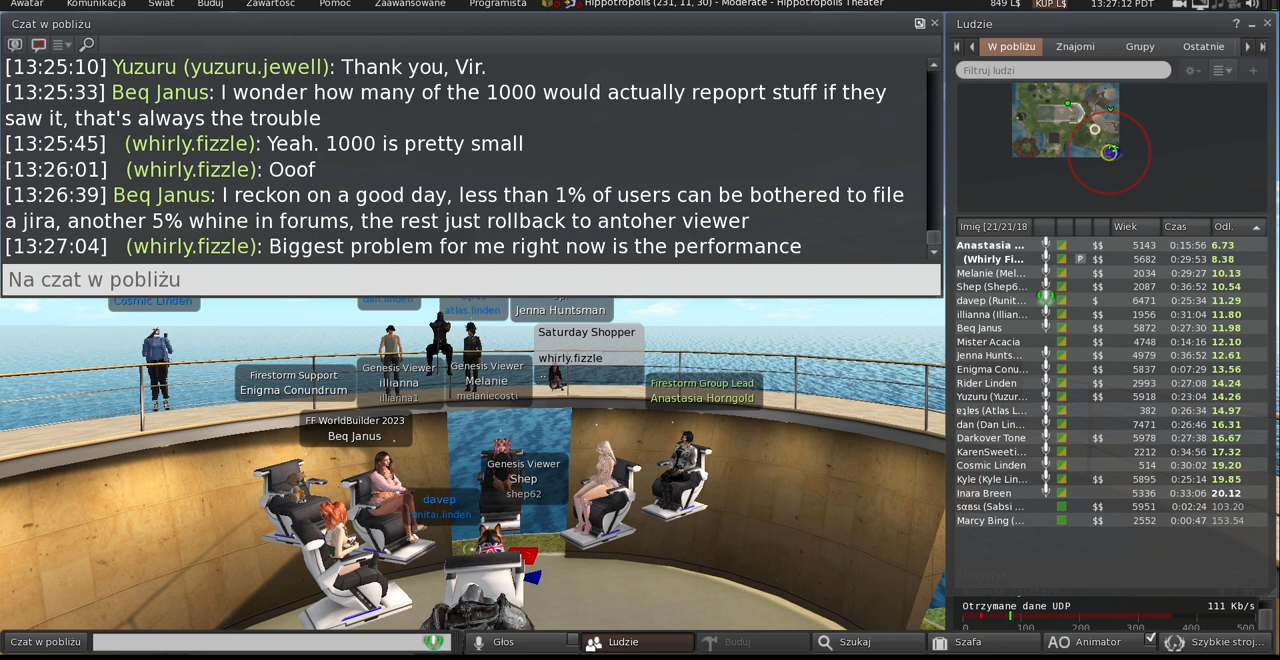 Awatar Komunikacja Świat Buduj Zawartość Pomoc Zaawansowane Programista Hippotropolis (231, 11, 30) - Moderate - Hippotropolis Theater 849 L$ KUP L$ 13:27:12 PDT
Czat w pobliżu
[13:25:10] Yuzuru (yuzuru.jewell): Thank you, Vir.
[13:25:33] Beq Janus: I wonder how many of the 1000 would actually repoprt stuff if they
saw it, that's always the trouble
[13:25:45] (whirly.fizzle): Yeah. 1000 is pretty small
[13:26:01] (whirly.fizzle): Ooof
[13:26:39] Beq Janus: I reckon on a good day, less than 1% of users can be bothered to file
a jira, another 5% whine in forums, the rest just rollback to antoher viewer
[13:27:04] (whirly.fizzle): Biggest problem for me right now is the performance
Na czat w pobliżu
Cosmic Linden
dan.linden
atlas.linden
Jenna Huntsman
Saturday Shopper
whirly.fizzle
..
Firestorm Support
Enigma Conundrum
Genesis Viewer
illianna
illianna1
Genesis Viewer
Melanie
melaniecosti
Firestorm Group Lead
Anastasia Horngold
FF WorldBuilder 2023
Beq Janus
Genesis Viewer
Shep
shep62
davep
runitai.linden
Ludzie
? _ ×
W pobliżu Znajomi Grupy Ostatnie
Filtruj ludzi
Imię [21/21/18 Wiek Czas Odl.
Anastasia ... $$ 5143 0:15:56 6.73
(Whirly Fi... P $$ 5682 0:29:53 8.38
Melanie (Mel... $$ 2034 0:29:27 10.13
Shep (Shep6... $$ 2087 0:36:52 10.54
davep (Runit... $ 6471 0:25:34 11.29
illianna (Illian... $$ 1956 0:31:04 11.80
Beq Janus $$ 5872 0:27:30 11.98
Mister Acacia $$ 4748 0:14:16 12.10
Jenna Hunts... $$ 4979 0:36:52 12.61
Enigma Conu... $$ 5837 0:07:29 13.56
Rider Linden $$ 2993 0:27:08 14.24
Yuzuru (Yuzur... $$ 5918 0:23:04 14.26
(Atlas L... 382 0:26:34 14.97
dan (Dan Lin... 7471 0:26:46 16.31
Darkover Tone $$ 5978 0:27:38 16.67
KarenSweeti... 2212 0:34:56 17.32
Cosmic Linden 514 0:30:02 19.20
Kyle (Kyle Lin... $$ 5895 0:25:14 19.85
Inara Breen 5336 0:33:06 20.12
(Sabsi ... $$ 5951 0:02:24 103.20
Marcy Bing (... $$ 2552 0:00:47 153.54
Otrzymane dane UDP 111 Kb/s
0 100 200 300 400 500
Czat w pobliżu Głos Ludzie Buduj Szukaj Szafa AO Animator Szybkie stroj...